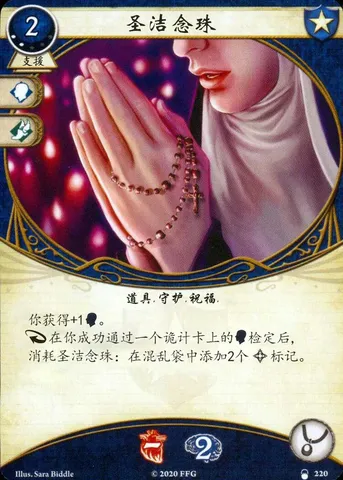 2
圣洁念珠
支援
道具.守护.祝福.
你获得+1。
在你成功通过一个诡计卡上的检定后,
消耗圣洁念珠:在混乱袋中添加2个标记。
- 2
Illus. Sara Biddle
© 2020 FFG
220